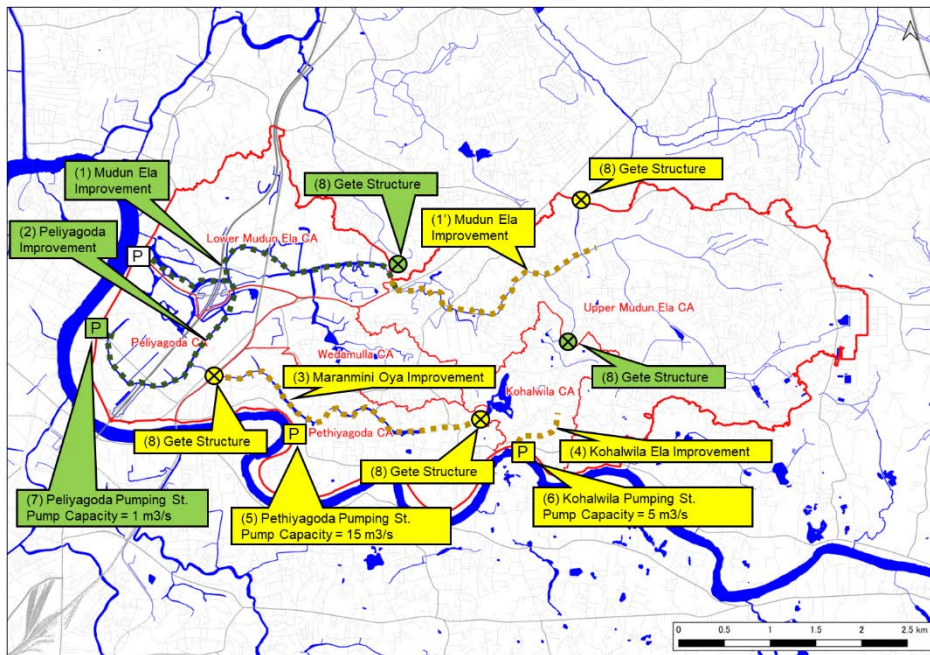 (8) Gete Structure
(1) Mudun Ela
Improvement
(8) Gete Structure
(1') Mudun Ela
Improvement
(2) Peliyagoda
Improvement
Lower Mudun Ela CA
P
Upper Mudun Ela CA
P
Peliyagoda CA
Wedamulla CA
(3) Maranmini Oya Improvement
Kohalwila CA
(8) Gete Structure
(8) Gete Structure
P
Pethiyagoda CA
(4) Kohalwila Ela Improvement
P
(8) Gete Structure
(7) Peliyagoda Pumping St.
Pump Capacity = 1 m3/s
(5) Pethiyagoda Pumping St.
Pump Capacity = 15 m3/s
(6) Kohalwila Pumping St.
Pump Capacity = 5 m3/s
0 0.5 1 1.5 2 2.5 km